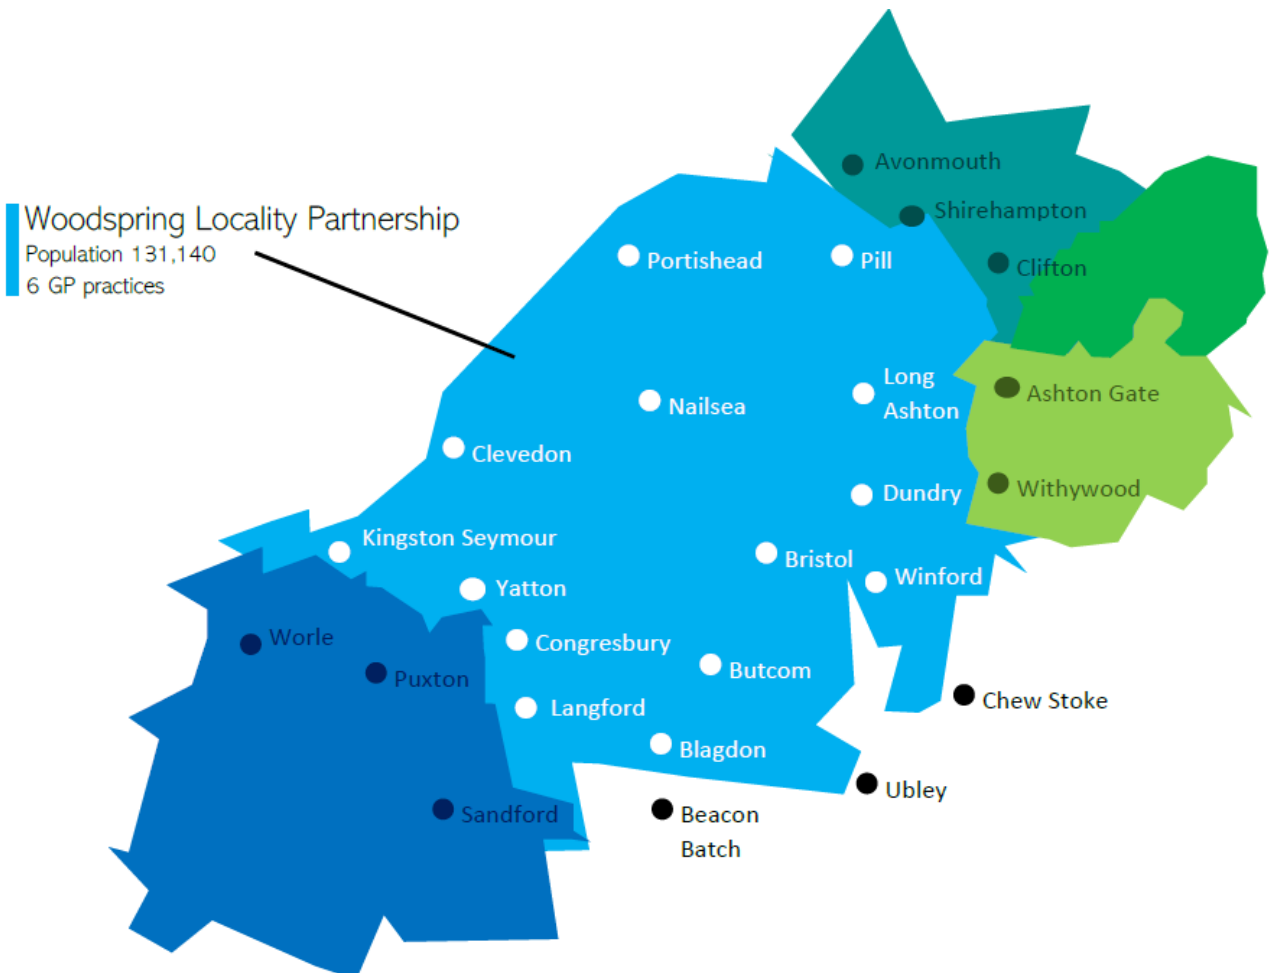 Woodspring Locality Partnership
Population 131,140
6 GP practices
Avonmouth
Shirehampton
Clifton
Portishead
Pill
Long
Ashton
Nailsea
Ashton Gate
Clevedon
Dundry
Withywood
Kingston Seymour
Bristol
Winford
Yatton
Worle
Congresbury
Puxton
Butcom
Chew Stoke
Langford
Blagdon
Ubley
Sandford
Beacon
Batch